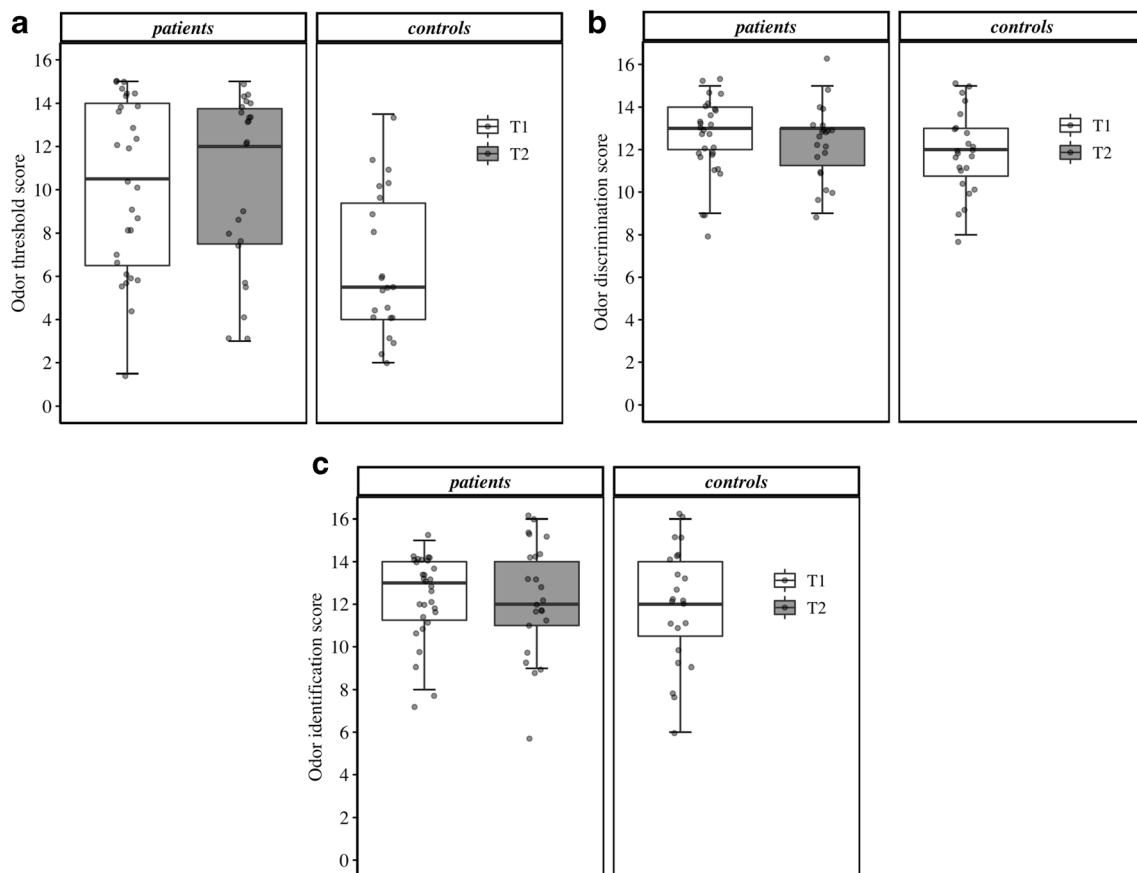 a
patients controls
Odor threshold score
16
14
12
10
8
6
4
2
0
T1
T2
b
patients controls
Odor discrimination score
16
14
12
10
8
6
4
2
0
T1
T2
c
patients controls
Odor identification score
16
14
12
10
8
6
4
2
0
T1
T2